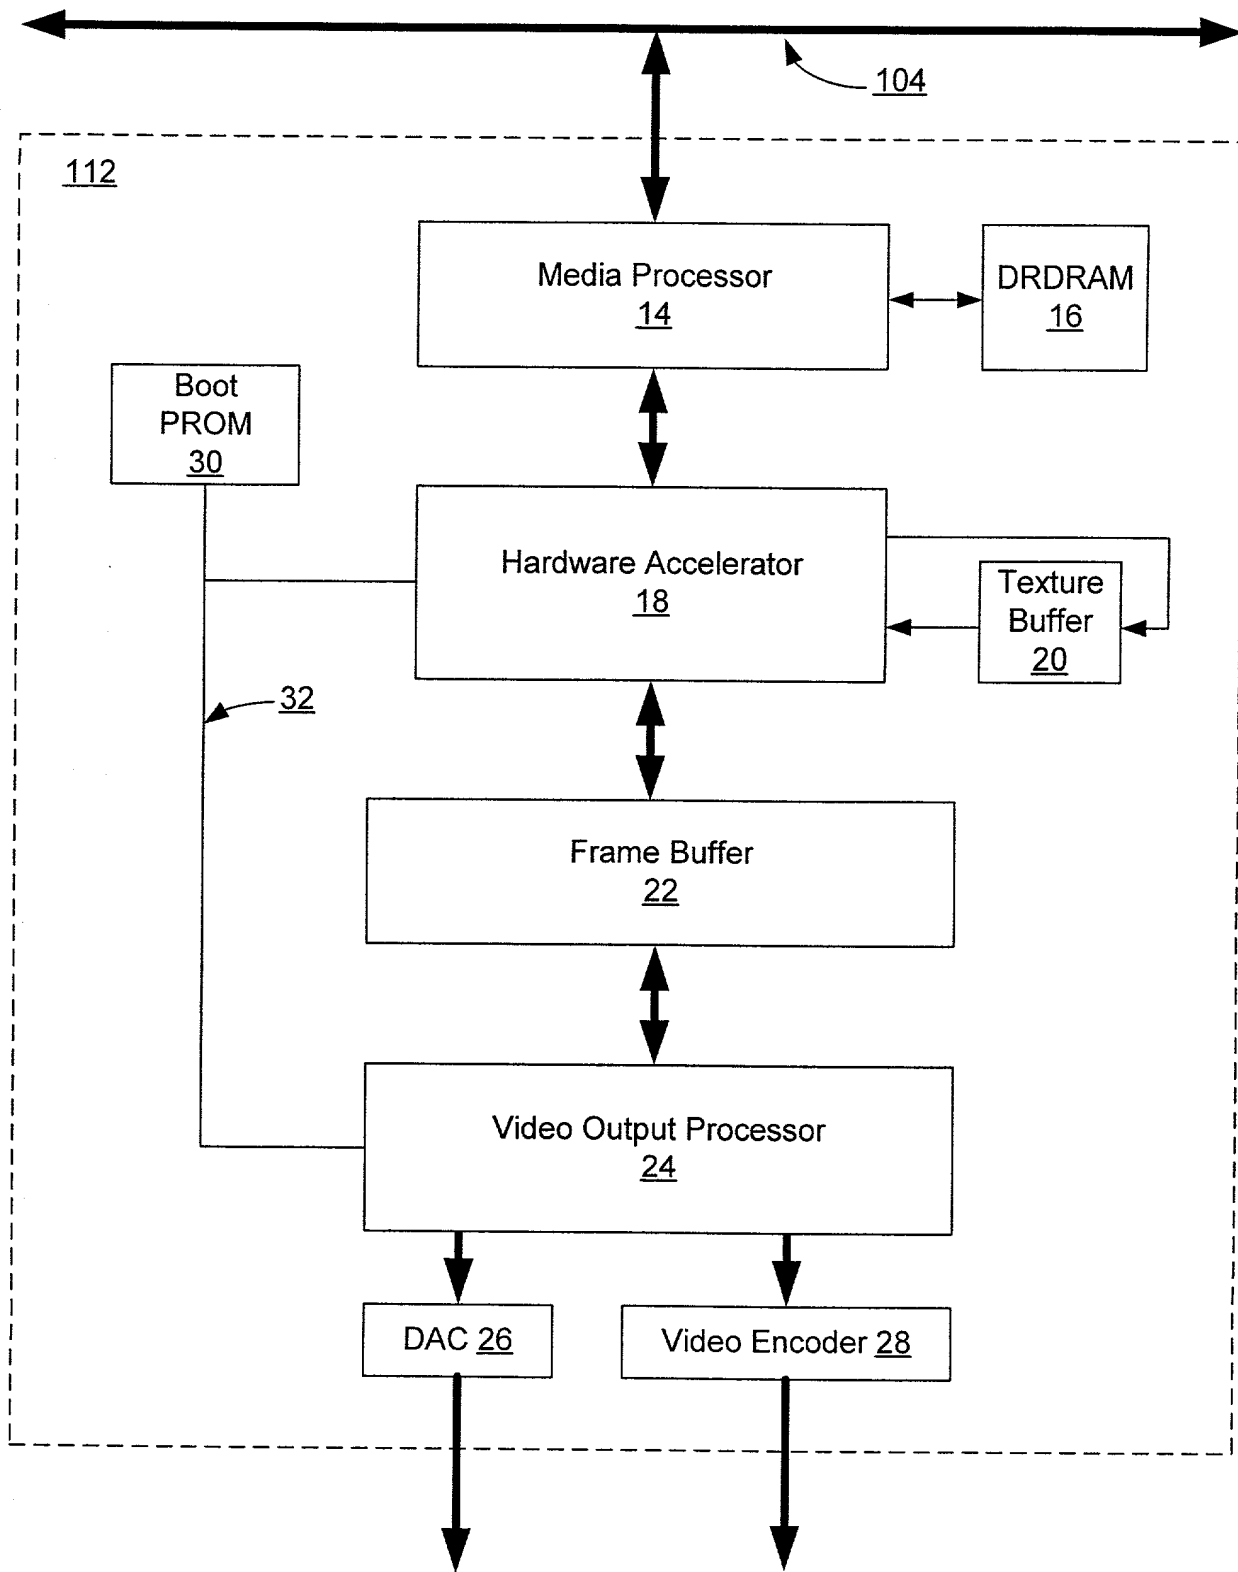 104
112
Media Processor
14
DRDRAM
16
Boot
PROM
30
Hardware Accelerator
18
Texture
Buffer
20
32
Frame Buffer
22
Video Output Processor
24
DAC 26
Video Encoder 28